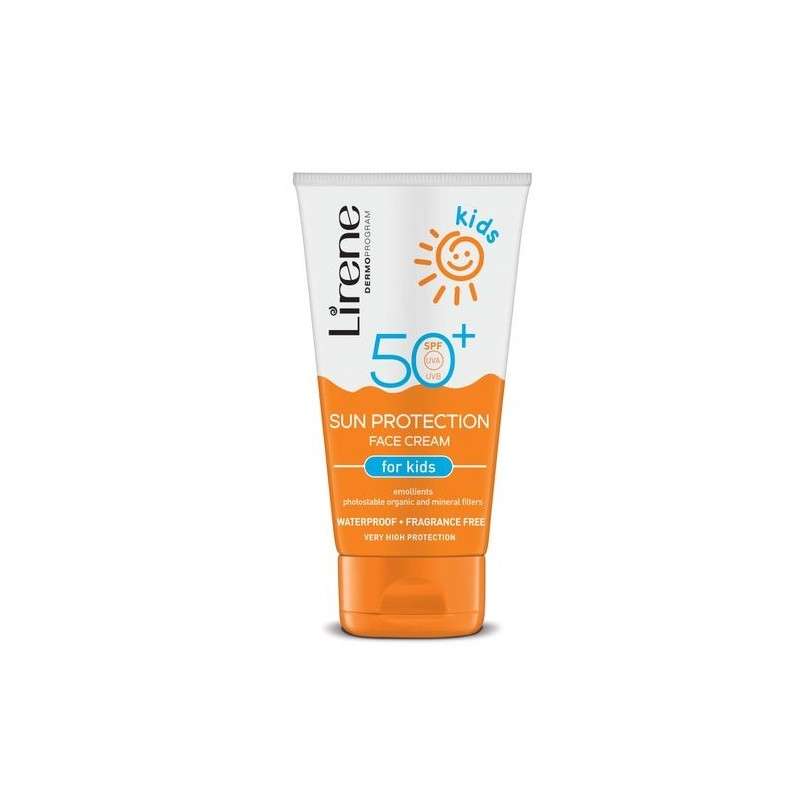 Lirene
DERMOPROGRAM
kids
50+
SPF
UVA
UVB
SUN PROTECTION
FACE CREAM
for kids
emollients
photostable organic and mineral filters
WATERPROOF • FRAGRANCE FREE
VERY HIGH PROTECTION